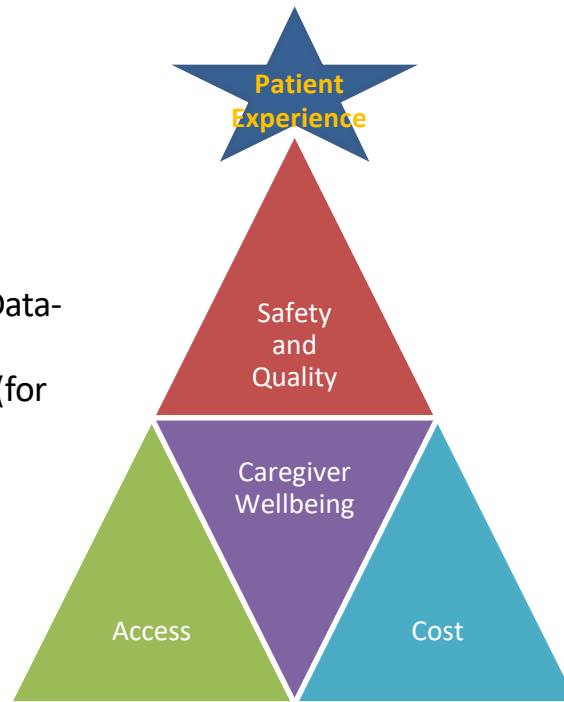 Patient
Experience
Data-
(for
Safety
and
Quality
Caregiver
Wellbeing
Access
Cost